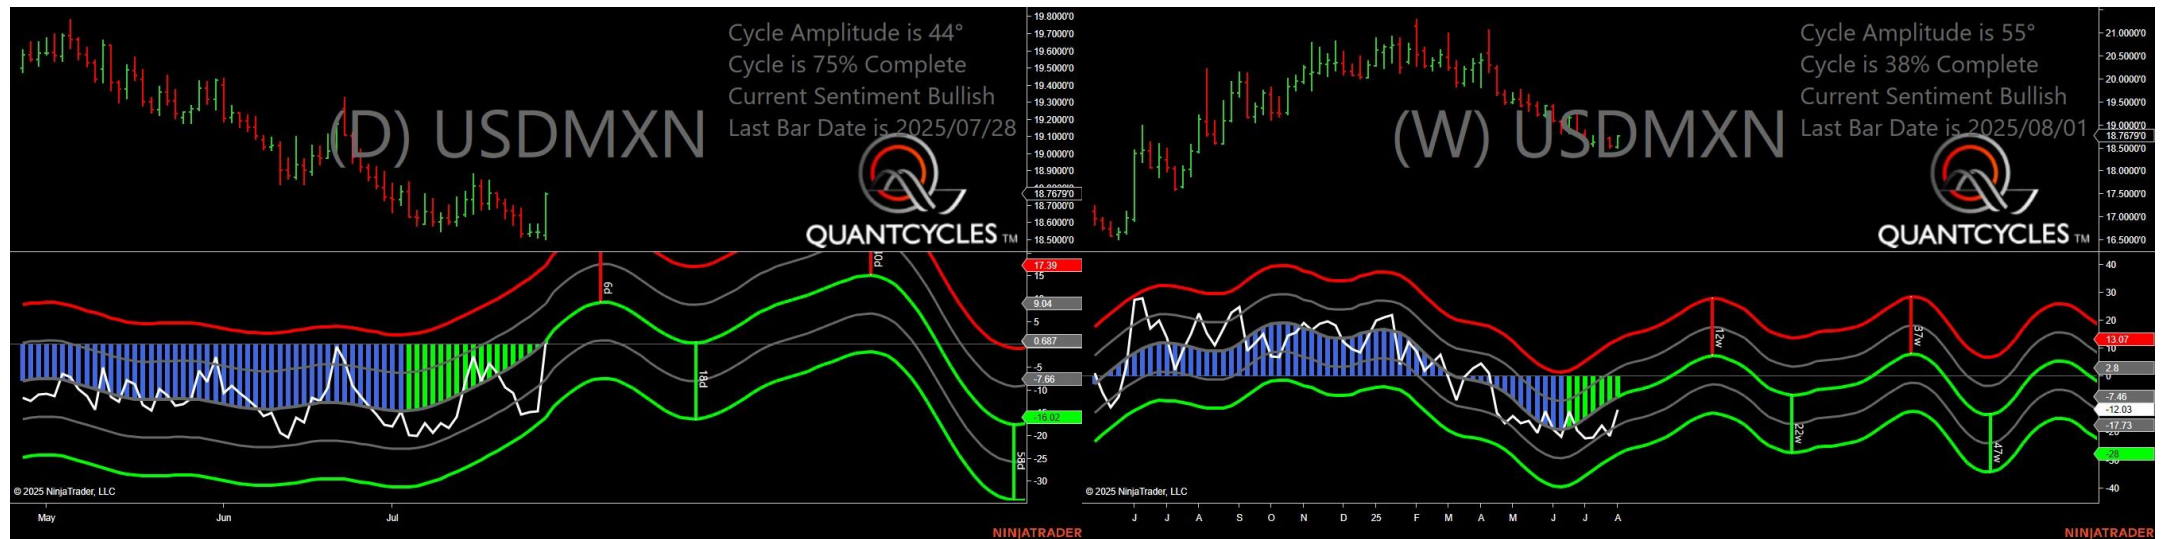 Cycle Amplitude is 44°
Cycle is 75% Complete
Current Sentiment Bullish
Last Bar Date is 2025/07/28
(D) USDMXN
QUANTCYCLES TM
19.8000'0
19.7000'0
19.6000'0
19.5000'0
19.4000'0
19.3000'0
19.2000'0
19.1000'0
19.0000'0
18.9000'0
18.7679'0
18.7000'0
18.6000'0
18.5000'0
17.39
15
9.04
5
0.687
-5
-7.66
-10
-16.02
-20
-25
-30
6d
10d
18d
58d
© 2025 NinjaTrader, LLC
May
Jun
Jul
NINJATRADER
Cycle Amplitude is 55°
Cycle is 38% Complete
Current Sentiment Bullish
Last Bar Date is 2025/08/01
(W) USDMXN
QUANTCYCLES TM
21.0000'0
20.5000'0
20.0000'0
19.5000'0
19.0000'0
18.7679'0
18.5000'0
18.0000'0
17.5000'0
17.0000'0
16.5000'0
40
30
20
13.07
10
2.8
0
-7.46
-12.03
-17.73
-28
-40
12w
22w
37w
47w
© 2025 NinjaTrader, LLC
J
J
A
S
O
N
D
25
F
M
A
M
J
J
A
NINJATRADER